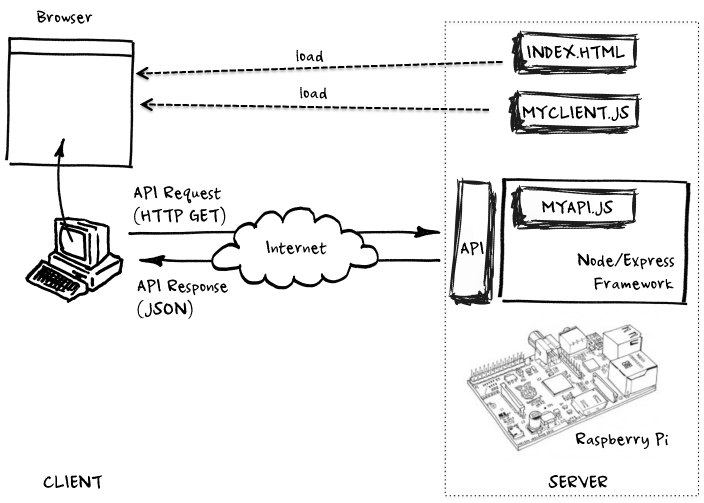 Browser
load
INDEX.HTML
load
MYCLIENT.JS
API Request
(HTTP GET)
MYAPI.JS
Internet
API
Node/Express
Framework
API Response
(JSON)
Raspberry Pi
CLIENT
SERVER